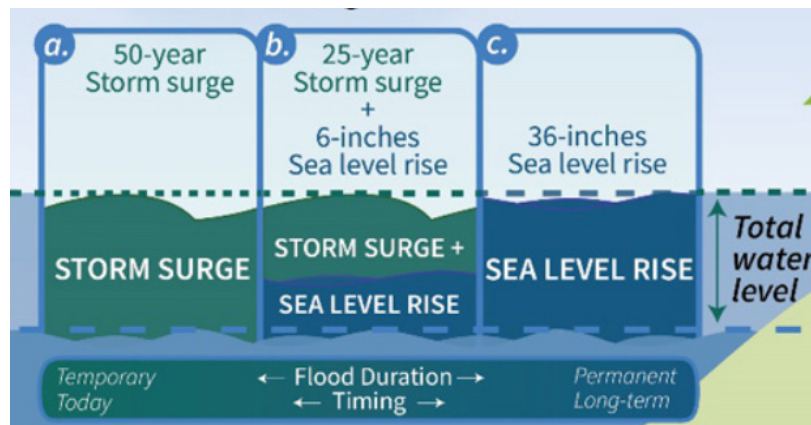 a.
50-year
Storm surge
b.
25-year
Storm surge
+
6-inches
Sea level rise
c.
36-inches
Sea level rise
STORM SURGE
STORM SURGE +
SEA LEVEL RISE
SEA LEVEL RISE
Total
water
level
Temporary
Today
← Flood Duration →
← Timing →
Permanent
Long-term